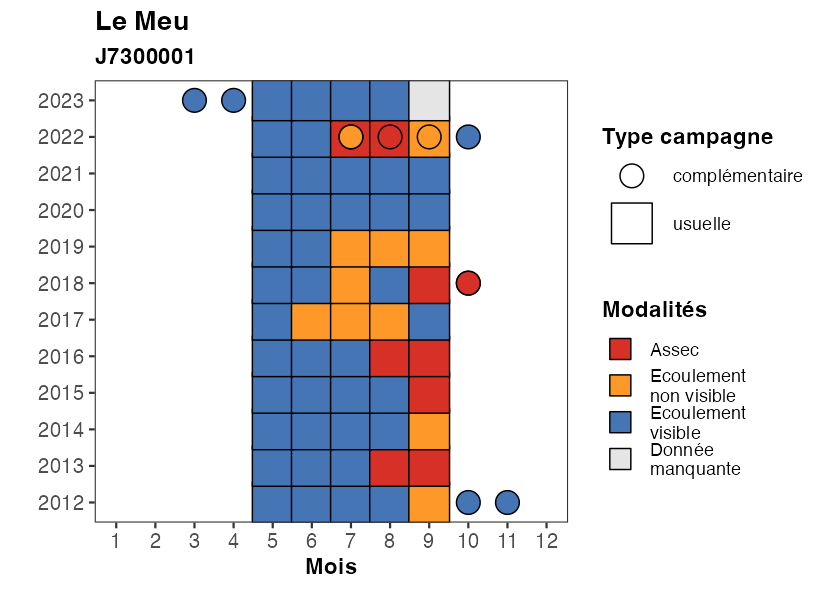 Le Meu
J7300001
2023
2022
2021
2020
2019
2018
2017
2016
2015
2014
2013
2012
1 2 3 4 5 6 7 8 9 10 11 12
Mois
Type campagne
complémentaire
usuelle
Modalités
Assec
Ecoulement
non visible
Ecoulement
visible
Donnée
manquante